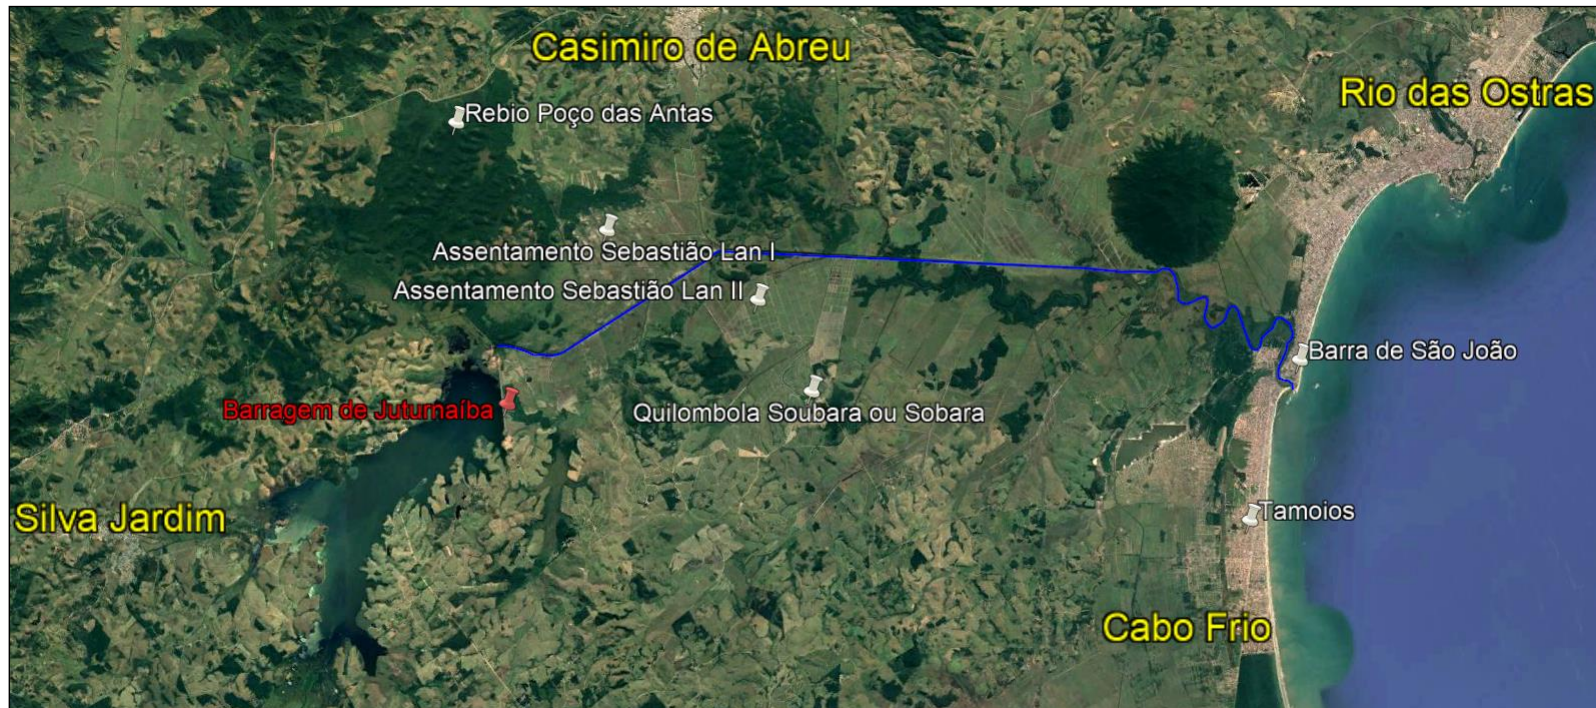 Casimiro de Abreu
Rio das Ostras
Rebio Poço das Antas
Assentamento Sebastião Lan I
Assentamento Sebastião Lan II
Barra de São João
Barragem de Juturnaíba
Quilombola Soubara ou Sobara
Silva Jardim
Tamoios
Cabo Frio